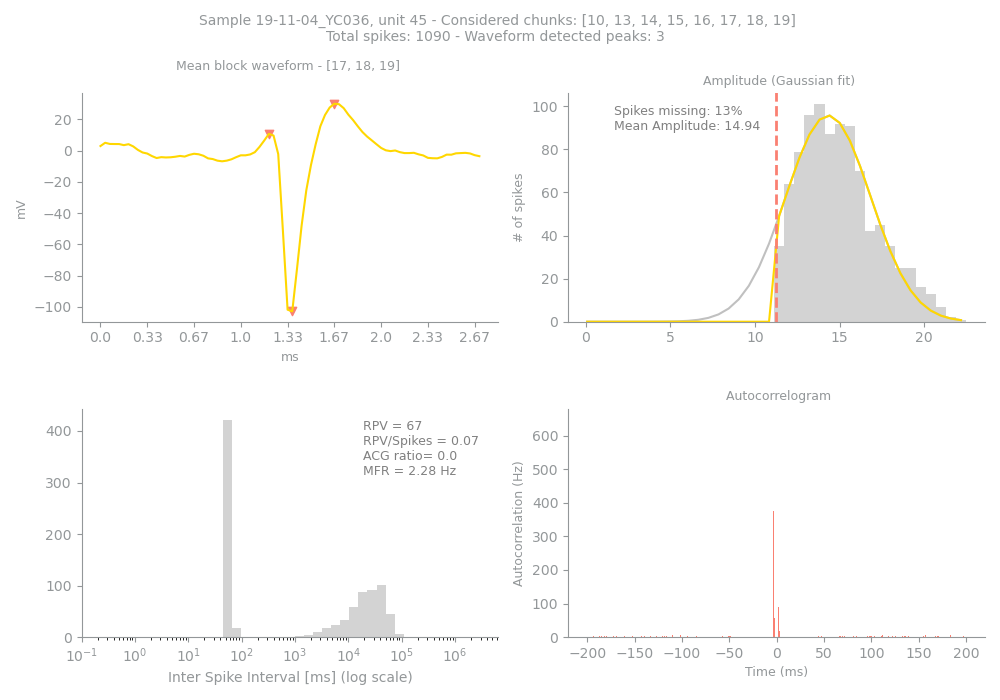 Sample 19-11-04_YC036, unit 45 - Considered chunks: [10, 13, 14, 15, 16, 17, 18, 19]
Total spikes: 1090 - Waveform detected peaks: 3
Mean block waveform - [17, 18, 19]
20
0
−20
−40
−60
−80
−100
mV
0.0 0.33 0.67 1.0 1.33 1.67 2.0 2.33 2.67
ms
Amplitude (Gaussian fit)
Spikes missing: 13%
Mean Amplitude: 14.94
100
80
60
40
20
0
# of spikes
0 5 10 15 20
RPV = 67
RPV/Spikes = 0.07
ACG ratio= 0.0
MFR = 2.28 Hz
400
300
200
100
0
10⁻¹ 10⁰ 10¹ 10² 10³ 10⁴ 10⁵ 10⁶
Inter Spike Interval [ms] (log scale)
Autocorrelogram
600
500
400
300
200
100
0
Autocorrelation (Hz)
−200 −150 −100 −50 0 50 100 150 200
Time (ms)